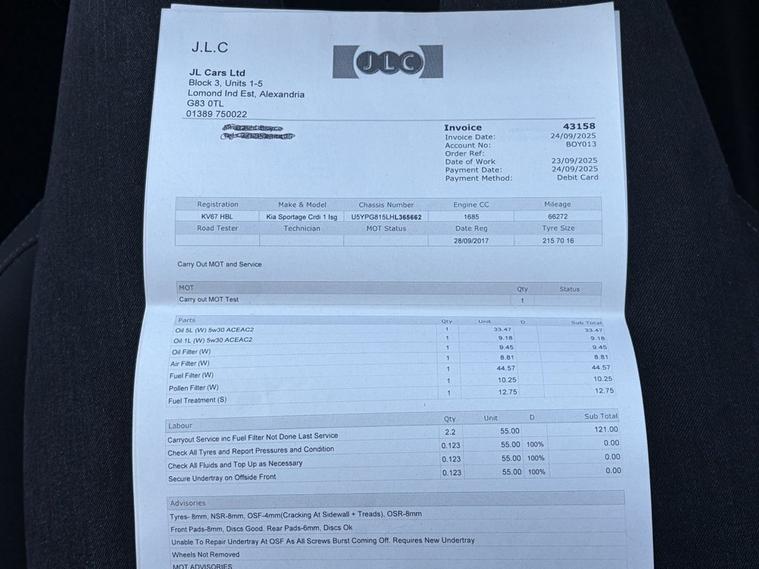 J.L.C
JLC
JL Cars Ltd
Block 3, Units 1-5
Lomond Ind Est, Alexandria
G83 0TL
01389 750022
Invoice 43158
Invoice Date: 24/09/2025
Account No: BOY013
Order Ref:
Date of Work 23/09/2025
Payment Date: 24/09/2025
Payment Method: Debit Card
Registration Make & Model Chassis Number Engine CC Mileage
KV67 HBL Kia Sportage Crdi 1 Isg U5YPG815LHL365662 1685 66272
Road Tester Technician MOT Status Date Reg Tyre Size
28/09/2017 215 70 16
Carry Out MOT and Service
MOT Qty Status
Carry out MOT Test 1
Parts Qty Unit D Sub Total
Oil 5L (W) 5w30 ACEAC2 1 33.47 33.47
Oil 1L (W) 5w30 ACEAC2 1 9.18 9.18
Oil Filter (W) 1 9.45 9.45
Air Filter (W) 1 8.81 8.81
Fuel Filter (W) 1 44.57 44.57
Pollen Filter (W) 1 10.25 10.25
Fuel Treatment (S) 1 12.75 12.75
Labour Qty Unit D Sub Total
Carryout Service inc Fuel Filter Not Done Last Service 2.2 55.00 121.00
Check All Tyres and Report Pressures and Condition 0.123 55.00 100% 0.00
Check All Fluids and Top Up as Necessary 0.123 55.00 100% 0.00
Secure Undertray on Offside Front 0.123 55.00 100% 0.00
Advisories
Tyres- 8mm, NSR-8mm, OSF-4mm(Cracking At Sidewall + Treads), OSR-8mm
Front Pads-8mm, Discs Good. Rear Pads-6mm, Discs Ok
Unable To Repair Undertray At OSF As All Screws Burst Coming Off. Requires New Undertray
Wheels Not Removed
MOT ADVISORIES